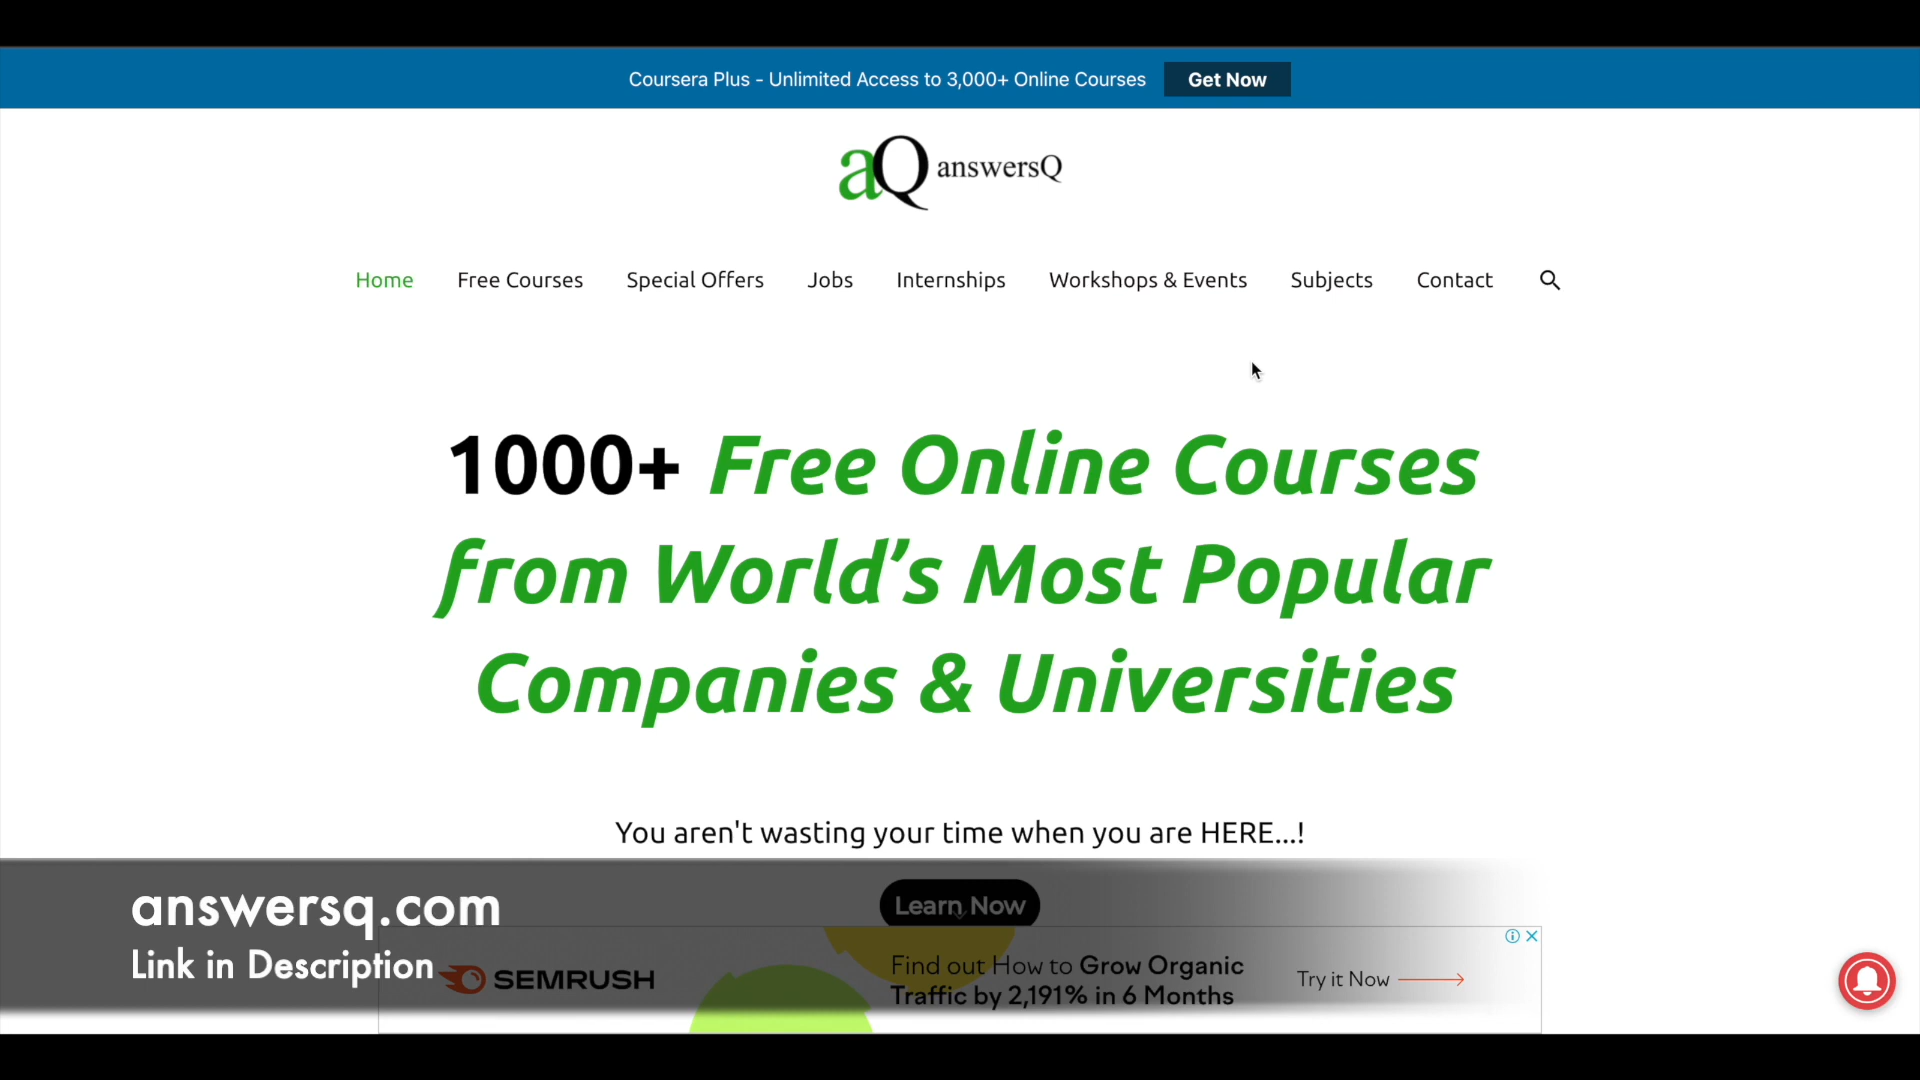 Coursera Plus - Unlimited Access to 3,000+ Online Courses Get Now
aQ answersQ
Home Free Courses Special Offers Jobs Internships Workshops & Events Subjects Contact
1000+ Free Online Courses
from World’s Most Popular
Companies & Universities
You aren't wasting your time when you are HERE...!
Learn Now
answersq.com
Link in Description
SEMRUSH
Find out How to Grow Organic
Traffic by 2,191% in 6 Months
Try it Now